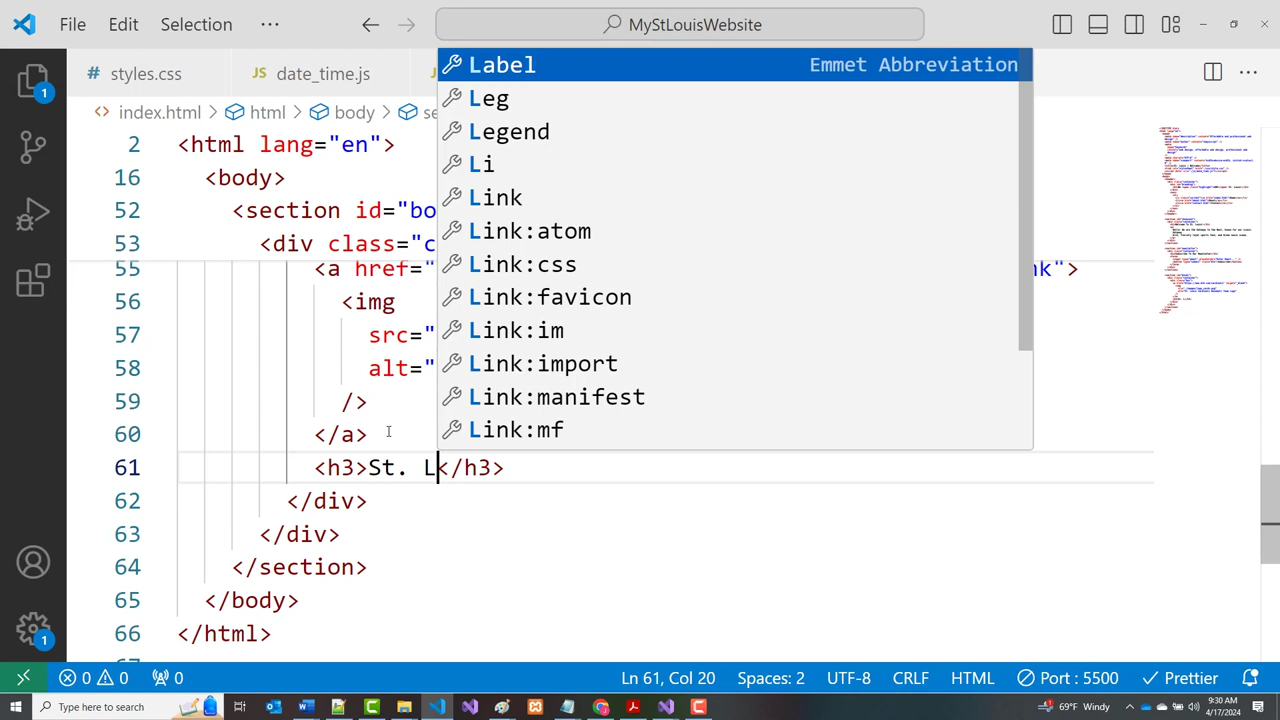 File Edit Selection ··· MyStLouisWebsite
# styles.css JS date_time.js
<> index.html > html > body >
2 <html lang="en">
16 <body>
52 <section id="bo
53 <div class="c
55 <a href=" nk">
56 <img
57 src="
58 alt="
59 />
60 </a>
61 <h3>St. L</h3>
62 </div>
63 </div>
64 </section>
65 </body>
66 </html>
Label Emmet Abbreviation
Leg
Legend
Li
Link
Link:atom
Link:css
Link:favicon
Link:im
Link:import
Link:manifest
Link:mf
1
1
0 0 0 Ln 61, Col 20 Spaces: 2 UTF-8 CRLF HTML Port : 5500 Prettier
Type here to search 69°F Windy 9:30 AM
4/17/2024